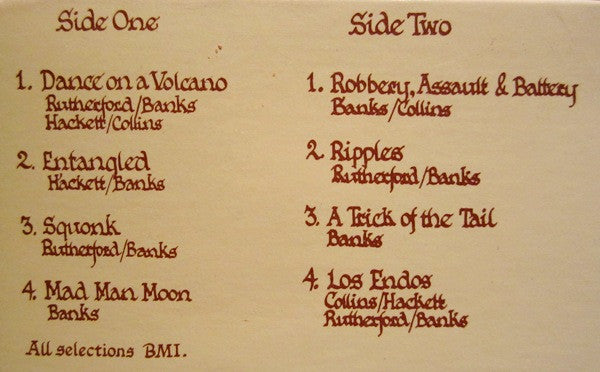 Side One
1. Dance on a Volcano
Rutherford/Banks
Hackett/Collins
2. Entangled
Hackett/Banks
3. Squonk
Rutherford/Banks
4. Mad Man Moon
Banks
All selections BMI.
Side Two
1. Robbery, Assault & Battery
Banks/Collins
2. Ripples
Rutherford/Banks
3. A Trick of the Tail
Banks
4. Los Endos
Collins/Hackett
Rutherford/Banks